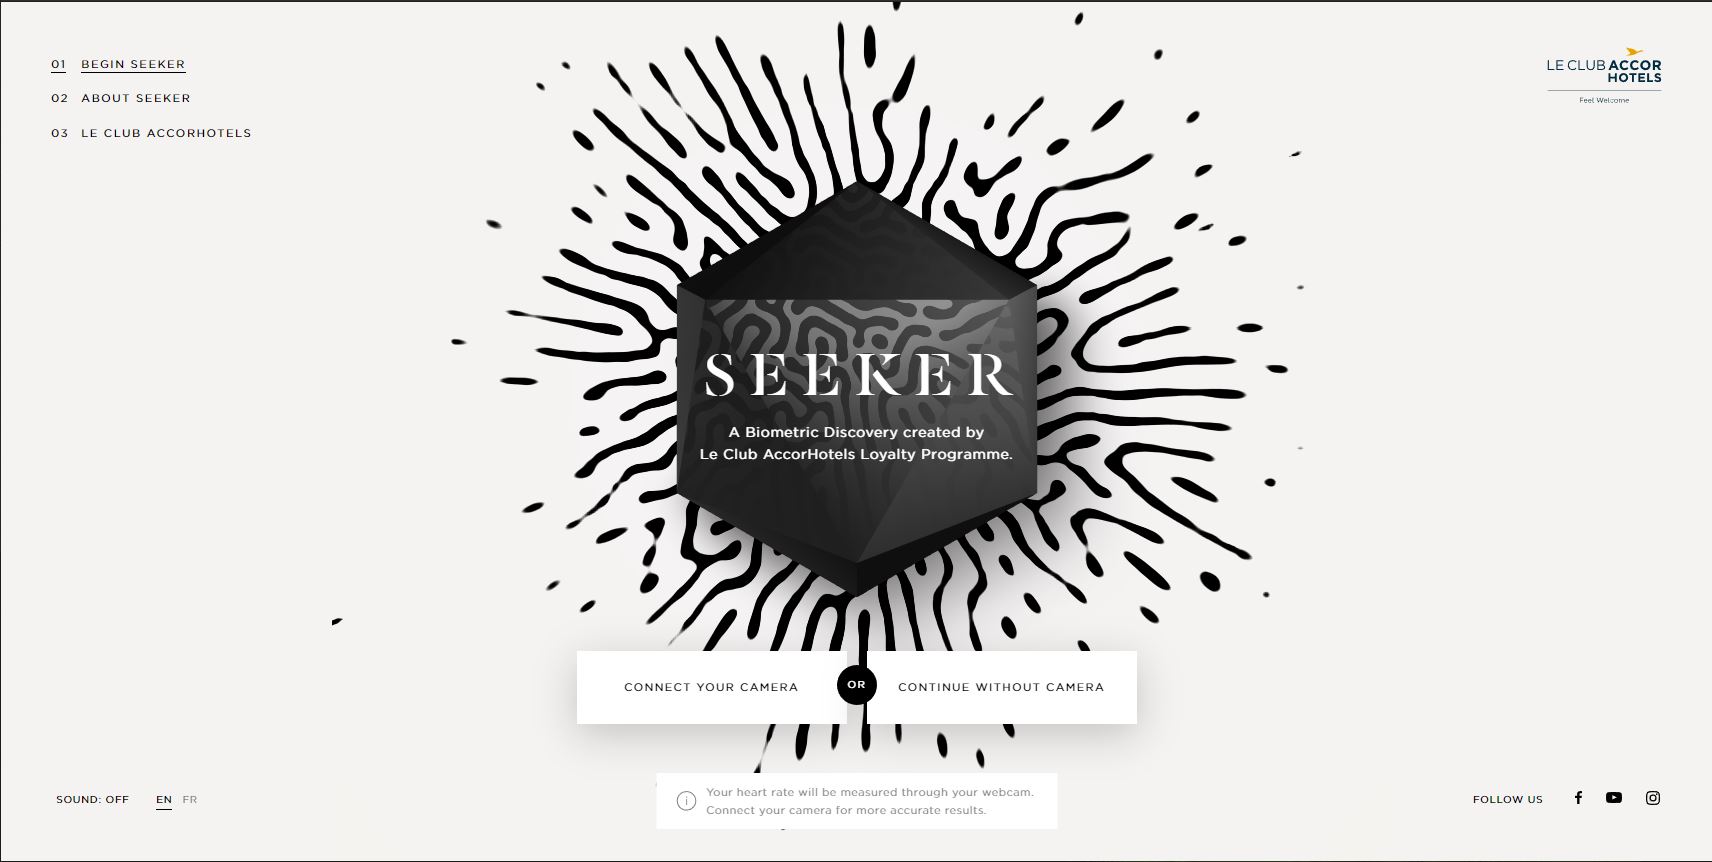 01 BEGIN SEEKER
02 ABOUT SEEKER
03 LE CLUB ACCORHOTELS
LE CLUB ACCOR
HOTELS
Feel Welcome
SEEKER
A Biometric Discovery created by
Le Club AccorHotels Loyalty Programme.
CONNECT YOUR CAMERA OR CONTINUE WITHOUT CAMERA
Your heart rate will be measured through your webcam.
Connect your camera for more accurate results.
SOUND: OFF EN FR
FOLLOW US